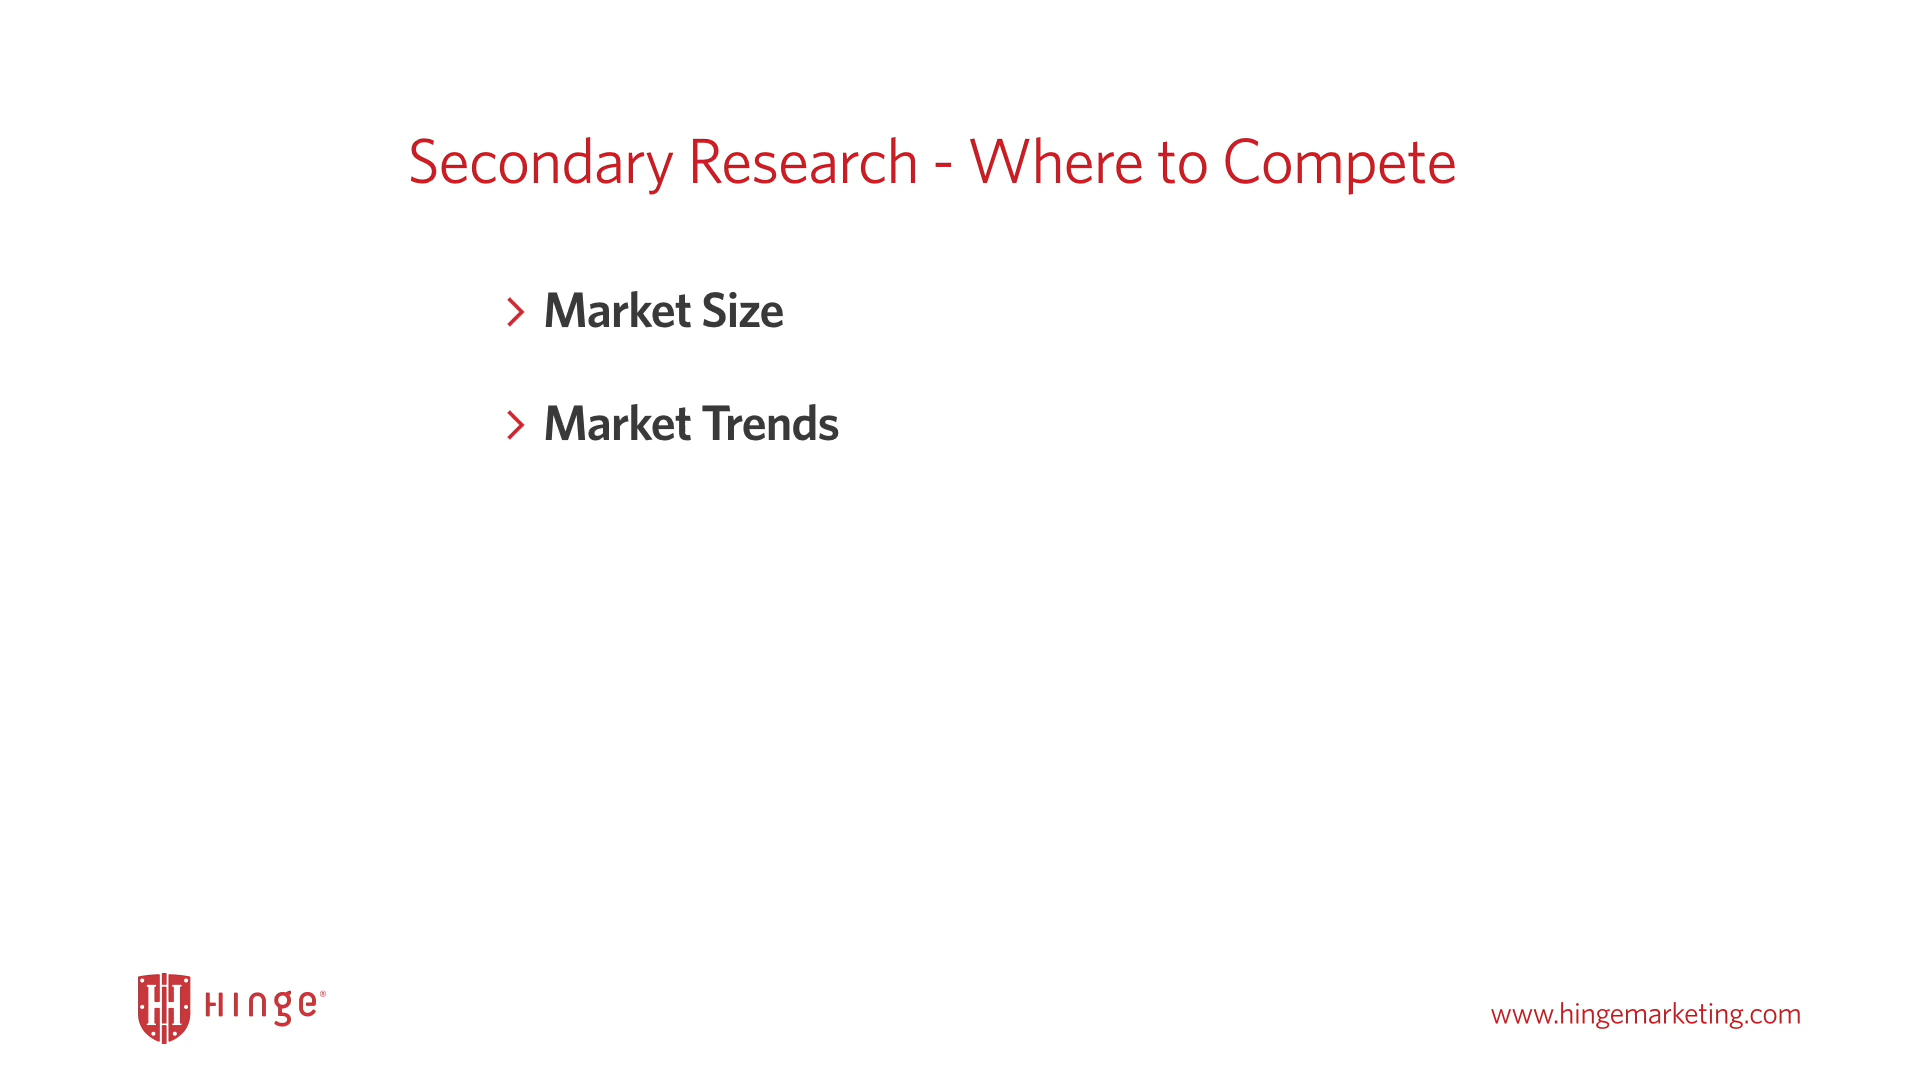 Secondary Research - Where to Compete
> Market Size
> Market Trends
Hinge®
www.hingemarketing.com